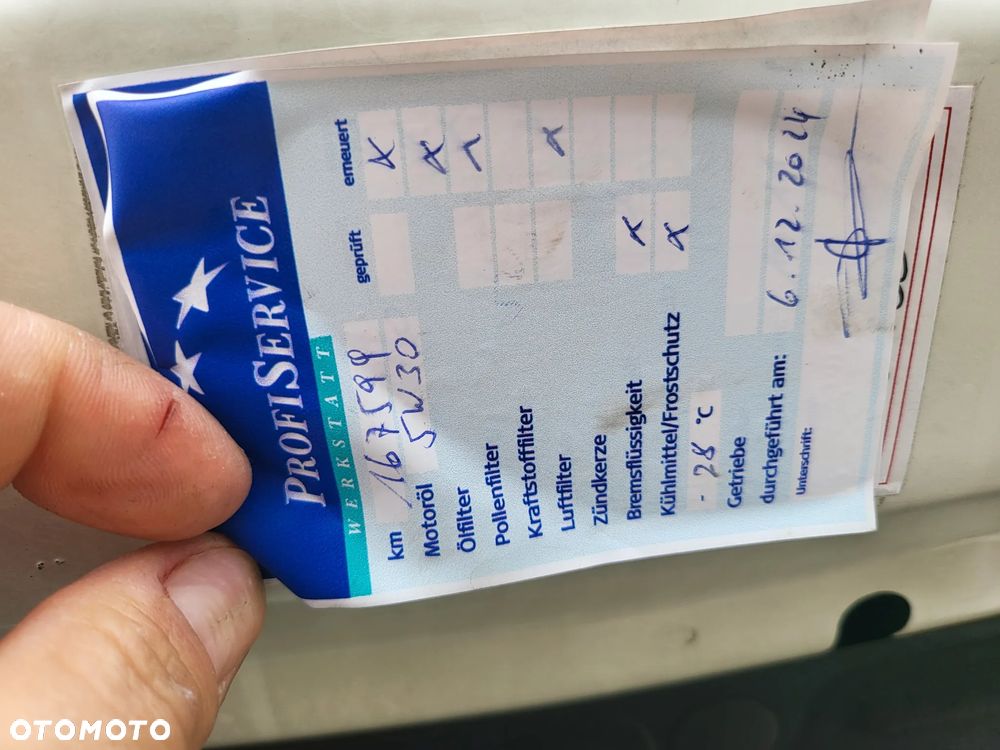 PROFISERVICE
WERKSTATT
geprüft erneuert
km 167599
Motoröl 5W30 x
Ölfilter x
Pollenfilter x
Kraftstofffilter
Luftfilter x
Zündkerze
Bremsflüssigkeit x
Kühlmittel/Frostschutz x
- 28 °C
Getriebe
durchgeführt am: 6.12.2024
Unterschrift:
OTOMOTO